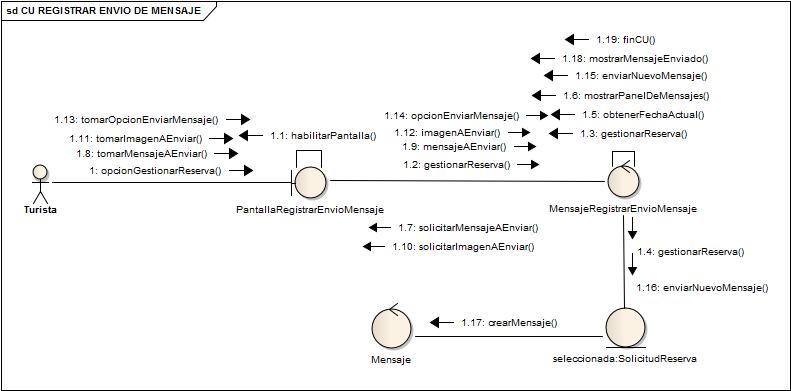 sd CU REGISTRAR ENVIO DE MENSAJE
1.19: finCU()
1.18: mostrarMensajeEnviado()
1.15: enviarNuevoMensaje()
1.6: mostrarPanelDeMensajes()
1.13: tomarOpcionEnviarMensaje()
1.14: opcionEnviarMensaje()
1.5: obtenerFechaActual()
1.11: tomarImagenAEnviar()
1.1: habilitarPantalla()
1.12: imagenAEnviar()
1.3: gestionarReserva()
1.8: tomarMensajeAEnviar()
1.9: mensajeAEnviar()
1: opcionGestionarReserva()
1.2: gestionarReserva()
Turista
PantallaRegistrarEnvioMensaje
MensajeRegistrarEnvioMensaje
1.7: solicitarMensajeAEnviar()
1.10: solicitarImagenAEnviar()
1.4: gestionarReserva()
1.16: enviarNuevoMensaje()
1.17: crearMensaje()
Mensaje
seleccionada:SolicitudReserva